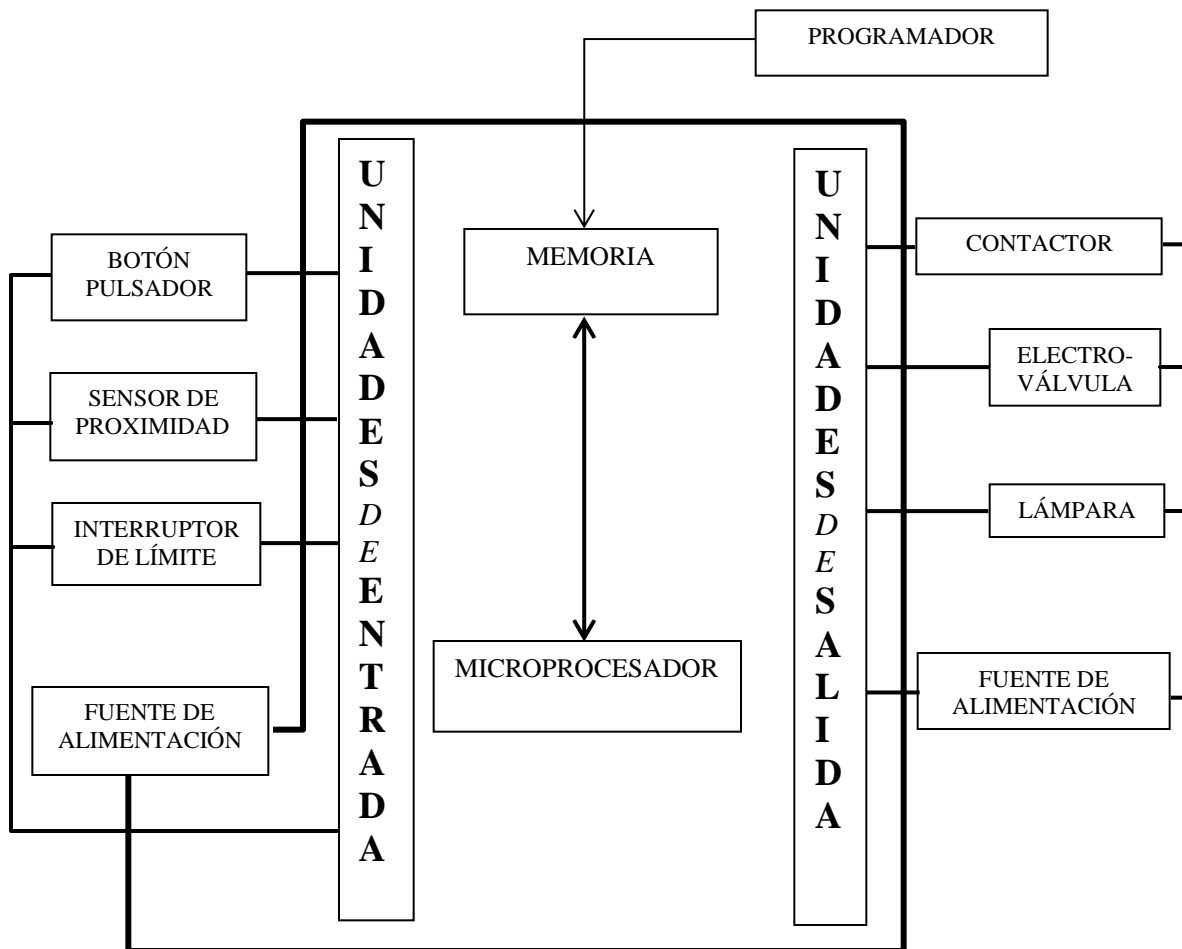 PROGRAMADOR
UNIDADES DE ENTRADA
UNIDADES DE SALIDA
MEMORIA
CONTACTOR
BOTÓN
PULSADOR
ELECTRO-
VÁLVULA
SENSOR DE
PROXIMIDAD
LÁMPARA
INTERRUPTOR
DE LÍMITE
MICROPROCESADOR
FUENTE DE
ALIMENTACIÓN
FUENTE DE
ALIMENTACIÓN